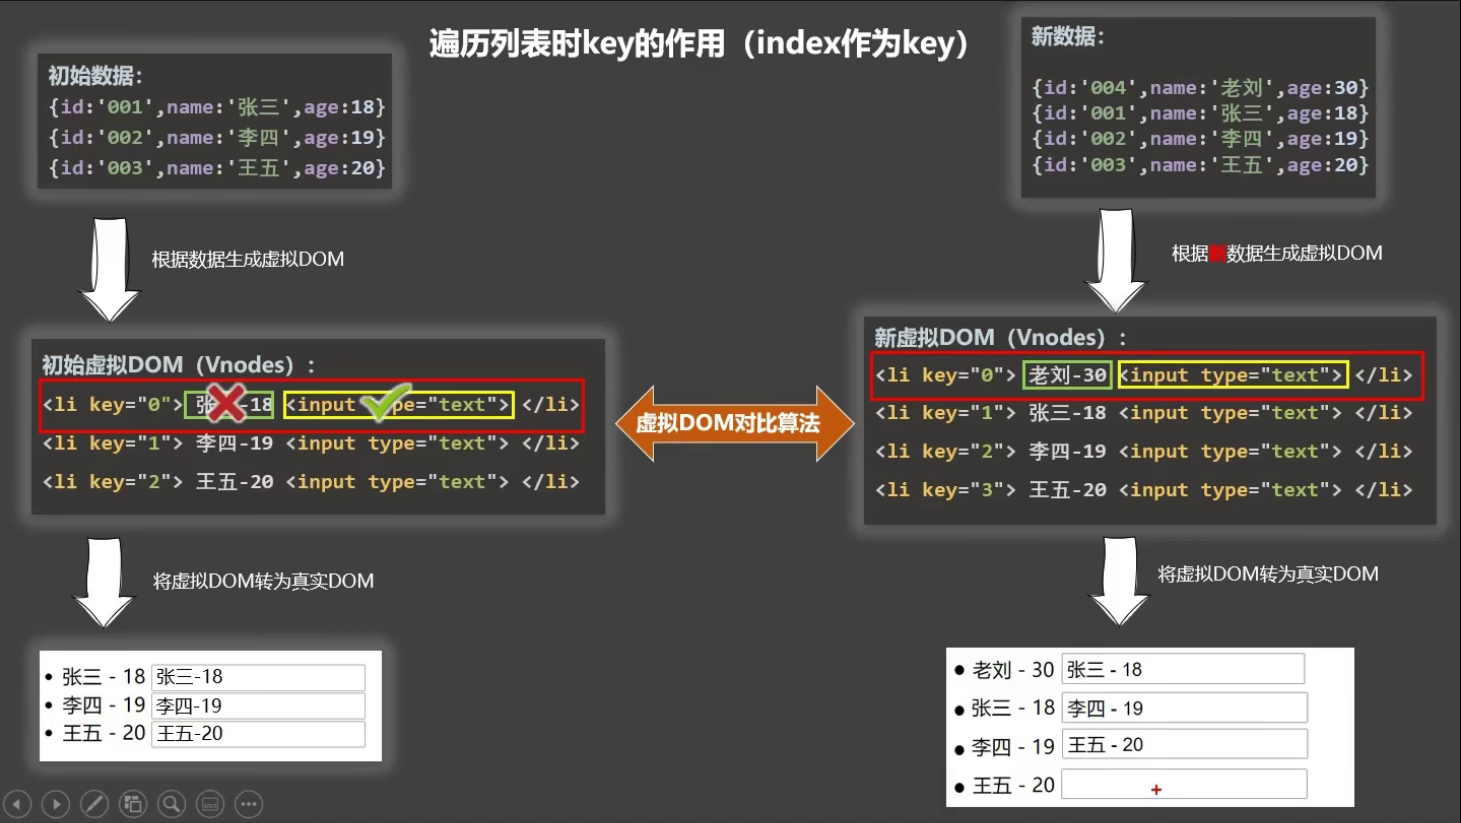 遍历列表时key的作用（index作为key）
初始数据：
{id:'001',name:'张三',age:18}
{id:'002',name:'李四',age:19}
{id:'003',name:'王五',age:20}
根据数据生成虚拟DOM
初始虚拟DOM（Vnodes）：
<li key="0"> 张 -18 <input type="text"> </li>
<li key="1"> 李四-19 <input type="text"> </li>
<li key="2"> 王五-20 <input type="text"> </li>
将虚拟DOM转为真实DOM
• 张三 - 18 张三-18
• 李四 - 19 李四-19
• 王五 - 20 王五-20
虚拟DOM对比算法
新数据：
{id:'004',name:'老刘',age:30}
{id:'001',name:'张三',age:18}
{id:'002',name:'李四',age:19}
{id:'003',name:'王五',age:20}
根据 数据生成虚拟DOM
新虚拟DOM（Vnodes）：
<li key="0"> 老刘-30 <input type="text"> </li>
<li key="1"> 张三-18 <input type="text"> </li>
<li key="2"> 李四-19 <input type="text"> </li>
<li key="3"> 王五-20 <input type="text"> </li>
将虚拟DOM转为真实DOM
• 老刘 - 30 张三 - 18
• 张三 - 18 李四 - 19
• 李四 - 19 王五 - 20
• 王五 - 20